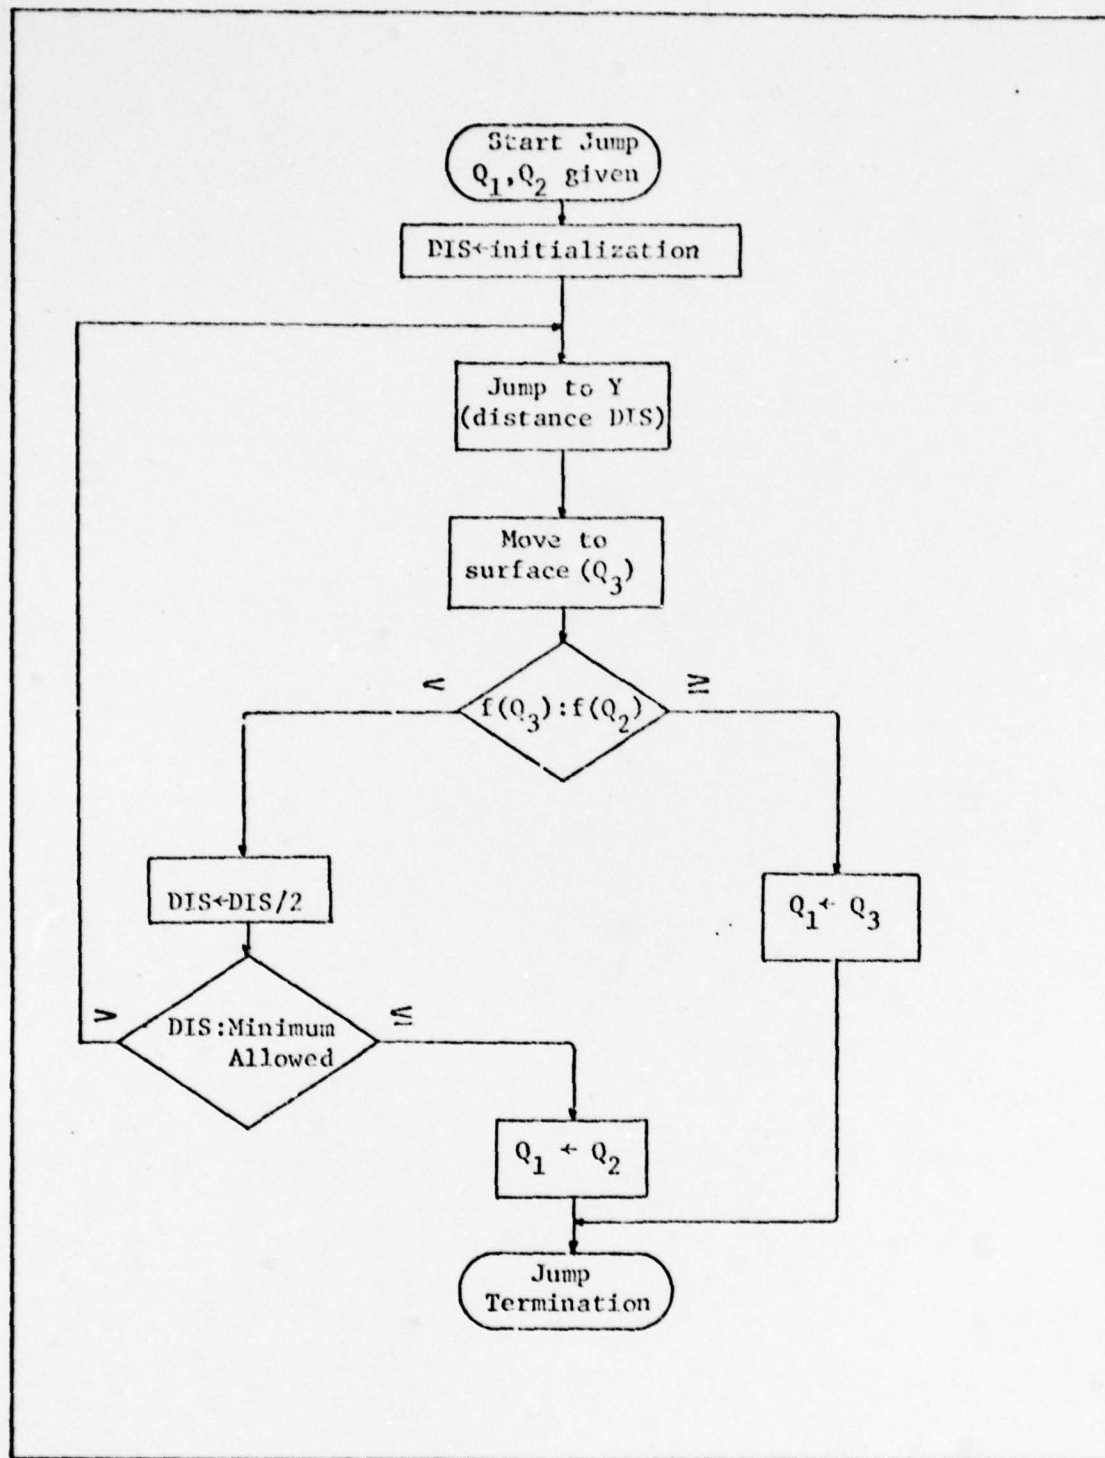 Start Jump
Q1,Q2 given
DIS←initialization
Jump to Y
(distance DIS)
Move to
surface (Q3)
<
f(Q3):f(Q2)
≥
DIS←DIS/2
Q1← Q3
>
DIS:Minimum
Allowed
≤
Q1 ← Q2
Jump
Termination